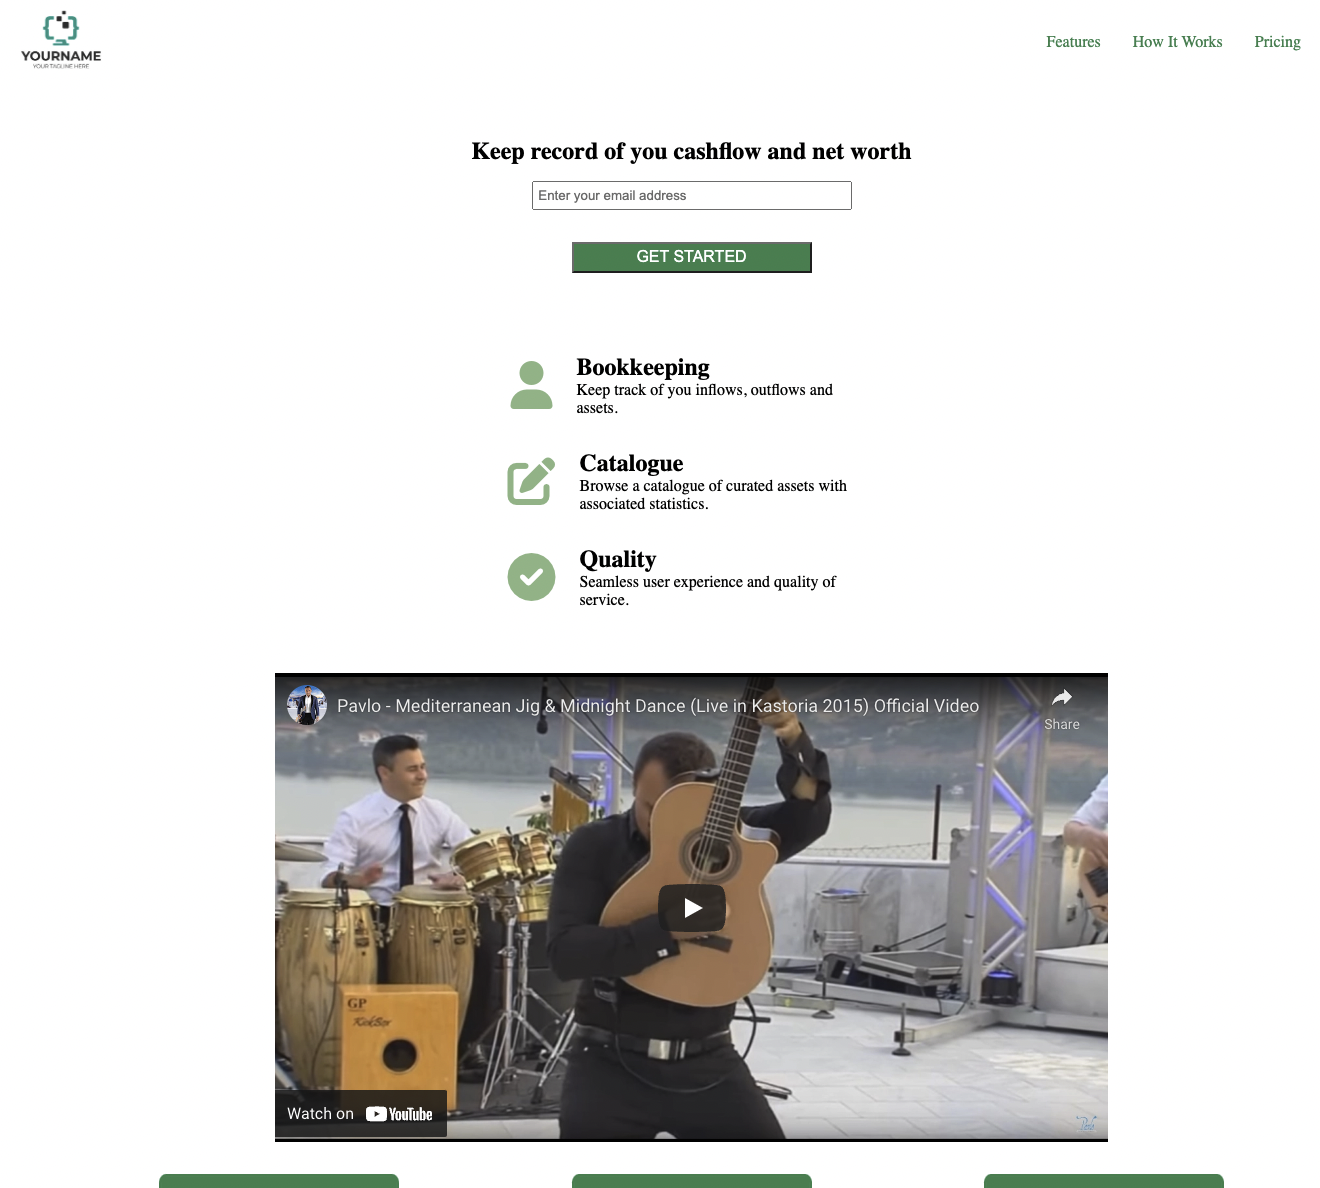 YOURNAME
YOUR TAGLINE HERE
Features How It Works Pricing
Keep record of you cashflow and net worth
Enter your email address
GET STARTED
Bookkeeping
Keep track of you inflows, outflows and
assets.
Catalogue
Browse a catalogue of curated assets with
associated statistics.
Quality
Seamless user experience and quality of
service.
Pavlo - Mediterranean Jig & Midnight Dance (Live in Kastoria 2015) Official Video
Share
GP
KickBox
Watch on YouTube